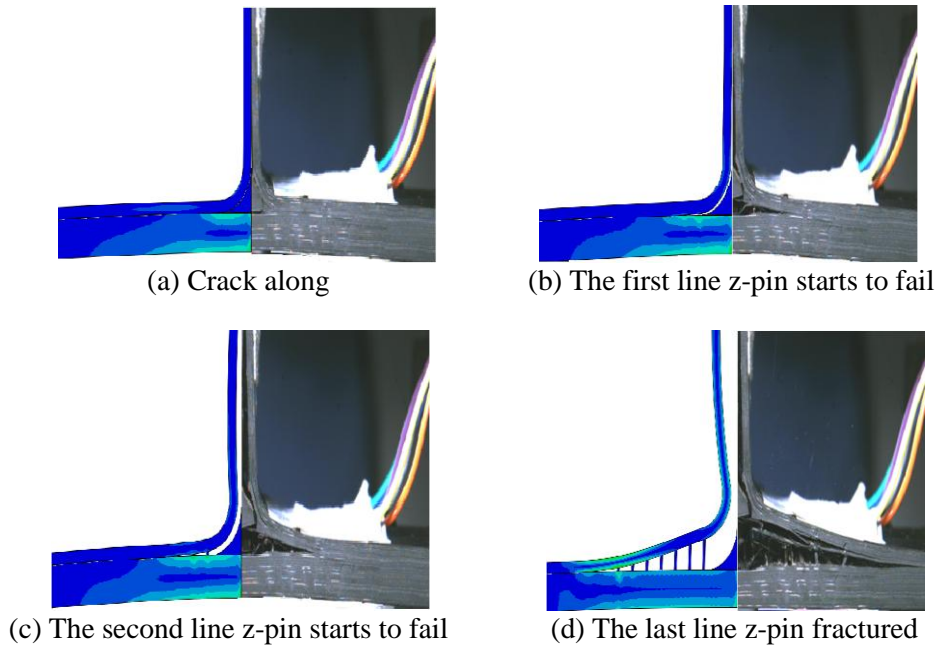 (a) Crack along
(b) The first line z-pin starts to fail
(c) The second line z-pin starts to fail
(d) The last line z-pin fractured